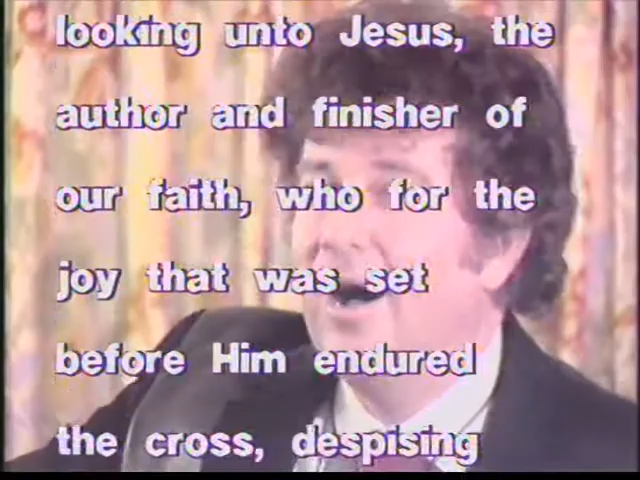 looking unto Jesus, the
author and finisher of
our faith, who for the
joy that was set
before Him endured
the cross, despising